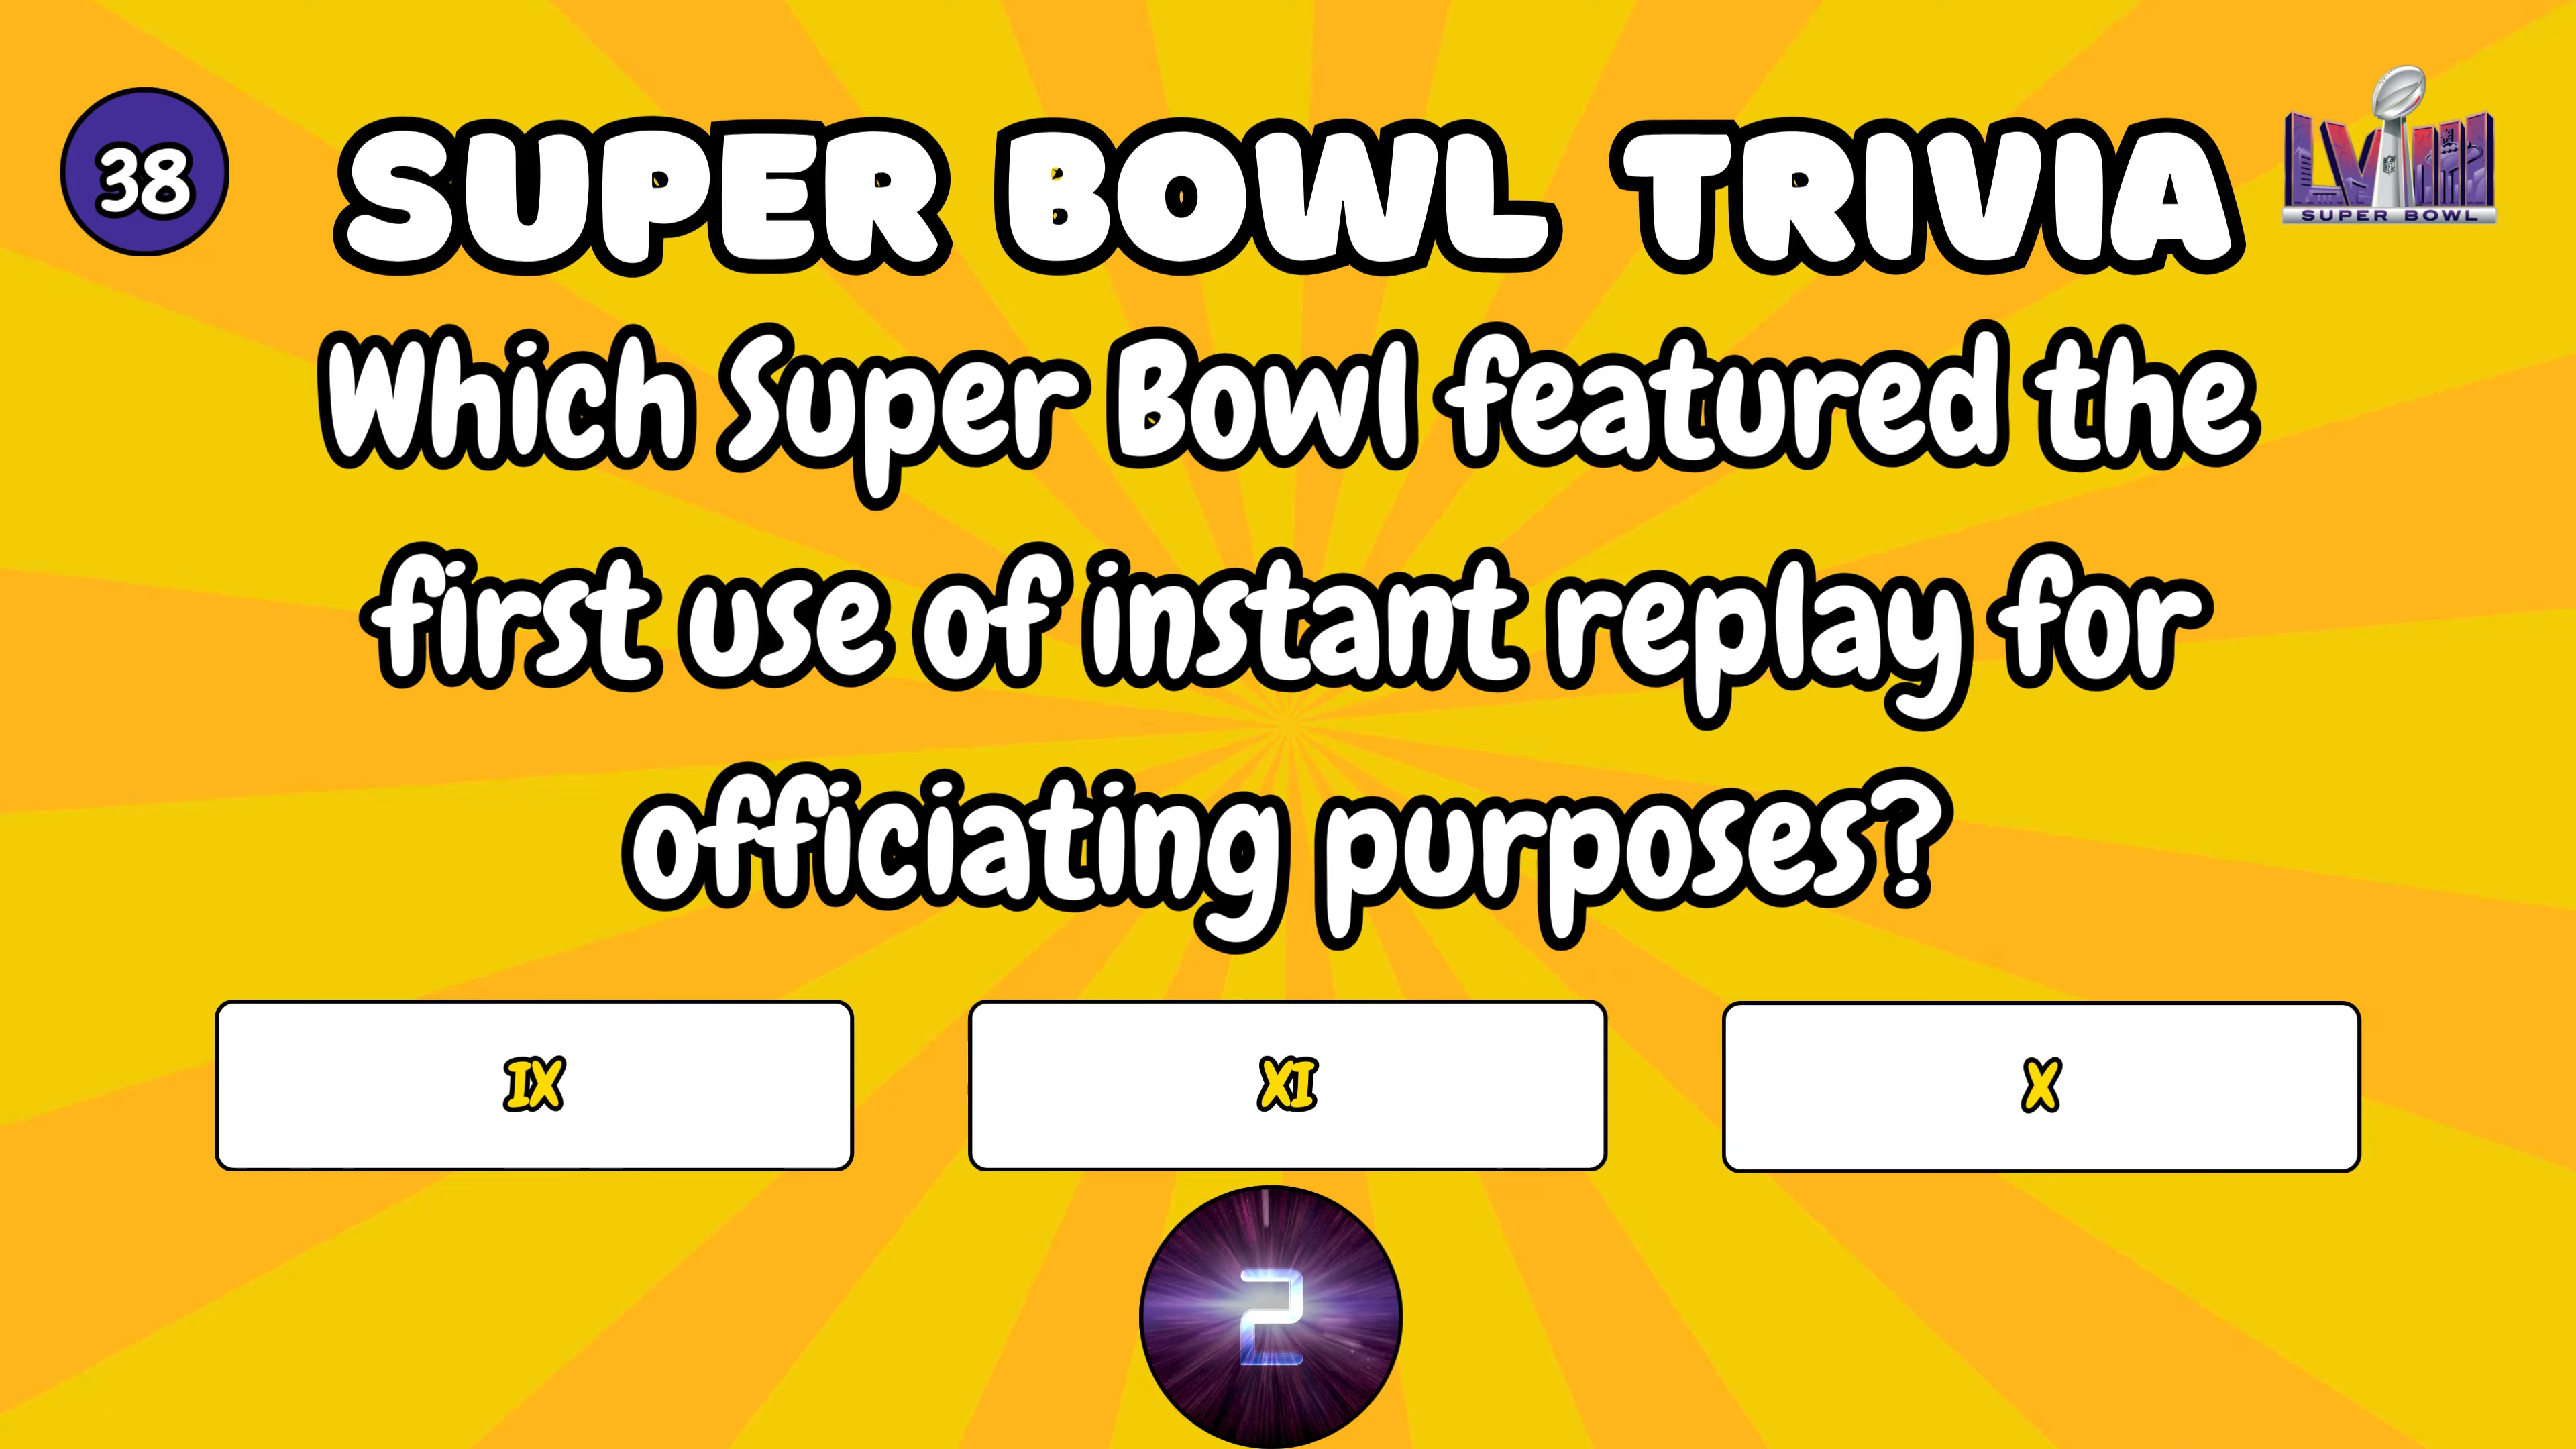 38
SUPER BOWL TRIVIA
LVIII
SUPER BOWL
Which Super Bowl featured the
first use of instant replay for
officiating purposes?
IX
XI
X
2